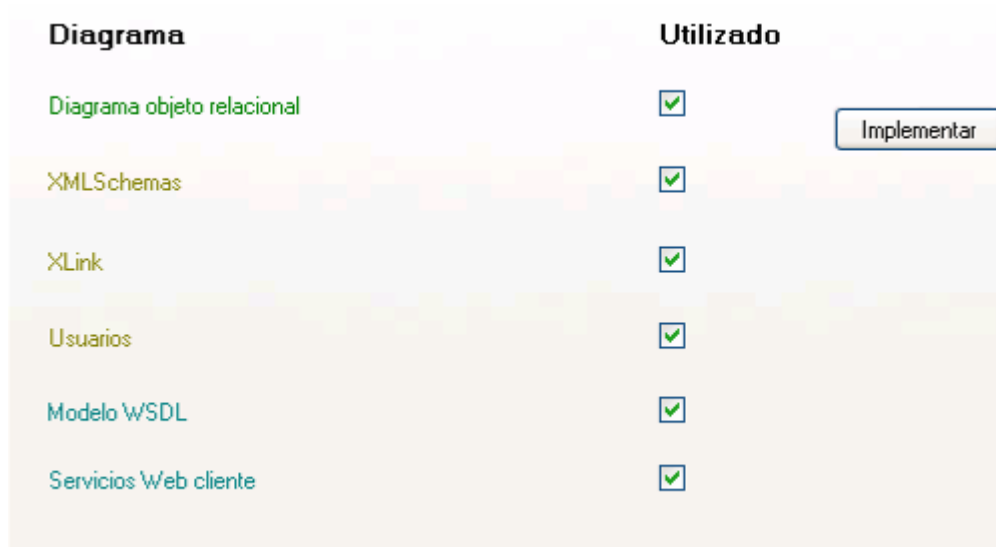 Diagrama Utilizado
Diagrama objeto relacional
Implementar
XMLSchemas
XLink
Usuarios
Modelo WSDL
Servicios Web cliente